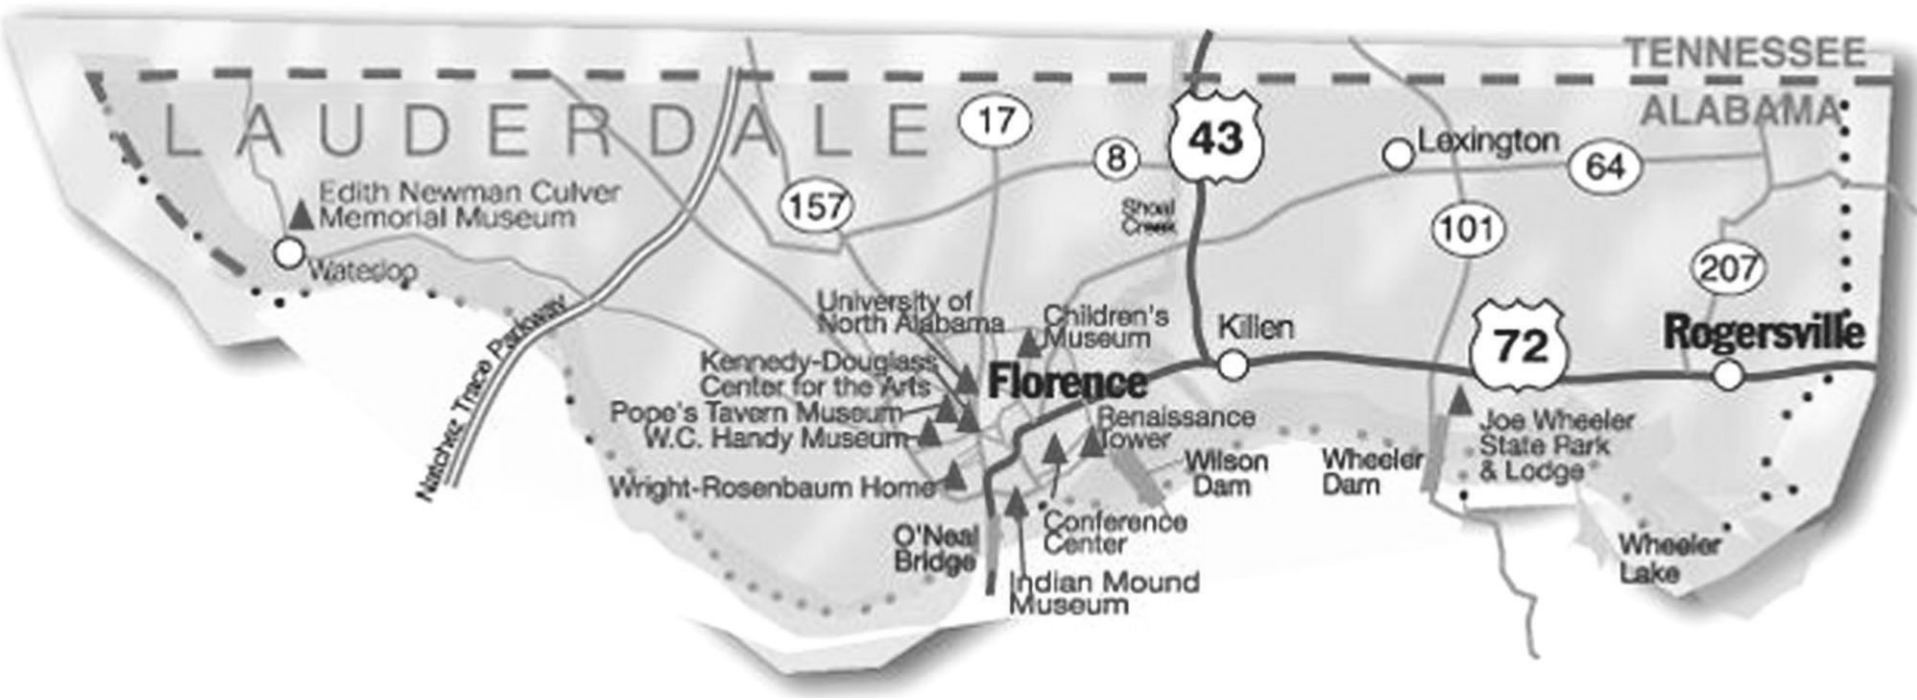 TENNESSEE
ALABAMA
LAUDERDALE
17
43
8
Lexington
64
157
101
207
Shoal
Creek
Edith Newman Culver
Memorial Museum
Waterloo
Natchez Trace Parkway
University of
North Alabama
Children's
Museum
Killen
72
Rogersville
Kennedy-Douglass
Center for the Arts
Florence
Pope's Tavern Museum
W.C. Handy Museum
Renaissance
Tower
Wright-Rosenbaum Home
Wilson
Dam
Wheeler
Dam
Joe Wheeler
State Park
& Lodge
O'Neal
Bridge
Conference
Center
Indian Mound
Museum
Wheeler
Lake